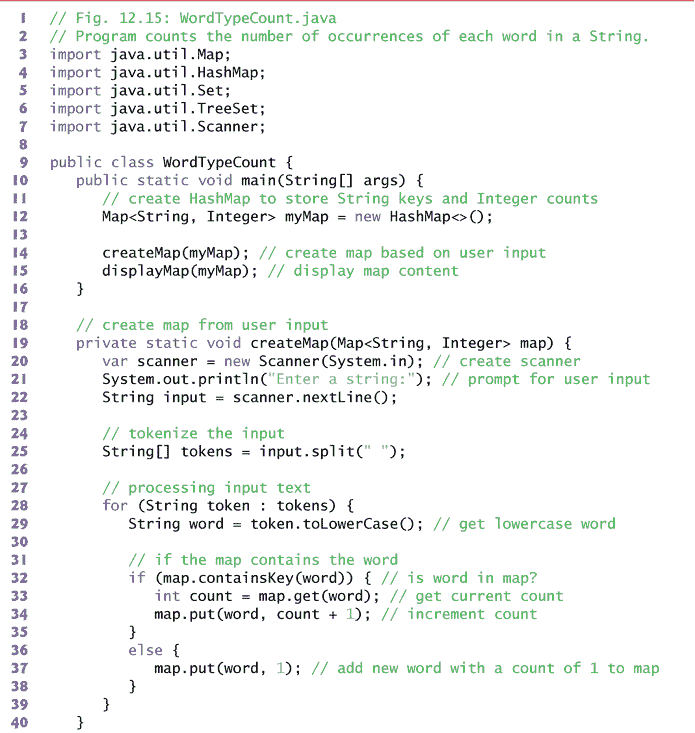 1 // Fig. 12.15: WordTypeCount.java
2 // Program counts the number of occurrences of each word in a String.
3 import java.util.Map;
4 import java.util.HashMap;
5 import java.util.Set;
6 import java.util.TreeSet;
7 import java.util.Scanner;
8
9 public class WordTypeCount {
10    public static void main(String[] args) {
11       // create HashMap to store String keys and Integer counts
12       Map<String, Integer> myMap = new HashMap<>();
13
14       createMap(myMap); // create map based on user input
15       displayMap(myMap); // display map content
16    }
17
18    // create map from user input
19    private static void createMap(Map<String, Integer> map) {
20       var scanner = new Scanner(System.in); // create scanner
21       System.out.println("Enter a string:"); // prompt for user input
22       String input = scanner.nextLine();
23
24       // tokenize the input
25       String[] tokens = input.split(" ");
26
27       // processing input text
28       for (String token : tokens) {
29          String word = token.toLowerCase(); // get lowercase word
30
31          // if the map contains the word
32          if (map.containsKey(word)) { // is word in map?
33             int count = map.get(word); // get current count
34             map.put(word, count + 1); // increment count
35          }
36          else {
37             map.put(word, 1); // add new word with a count of 1 to map
38          }
39       }
40    }